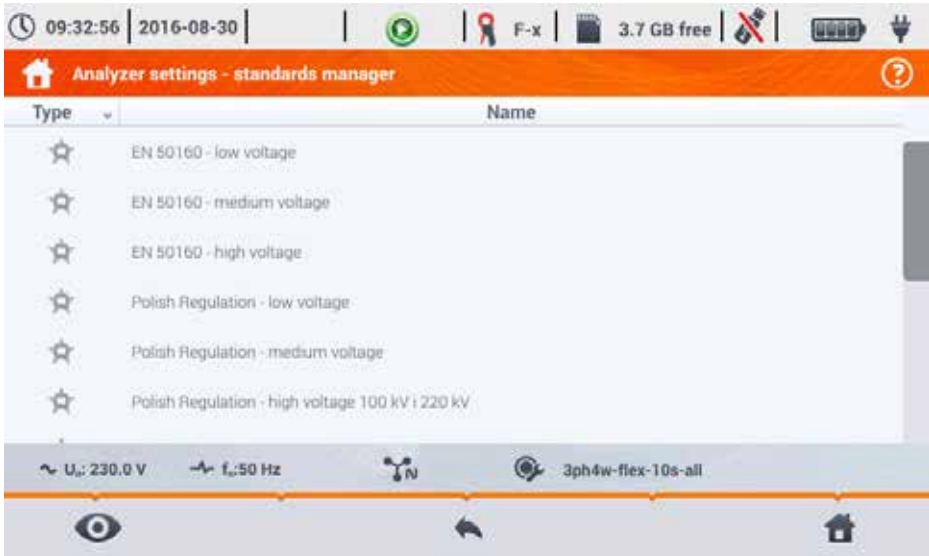 09:32:56 2016-08-30 F-x 3.7 GB free
Analyzer settings - standards manager ?
Type Name
EN 50160 - low voltage
EN 50160 - medium voltage
EN 50160 - high voltage
Polish Regulation - low voltage
Polish Regulation - medium voltage
Polish Regulation - high voltage 100 kV i 220 kV
Uₙ: 230.0 V fₙ:50 Hz N 3ph4w-flex-10s-all